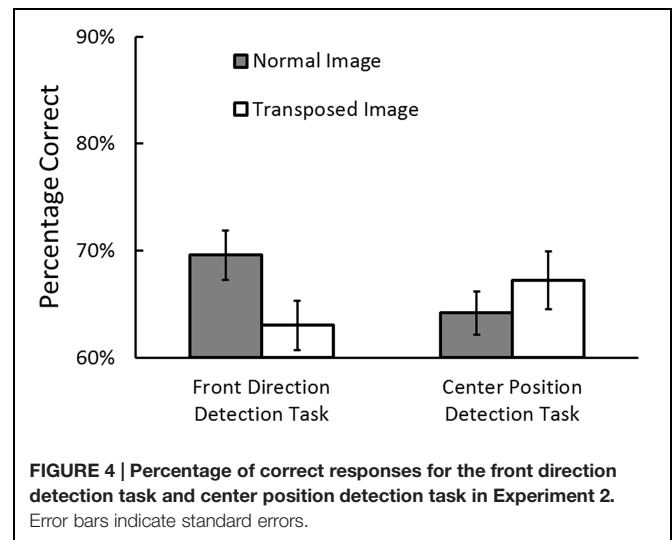 90%
80%
70%
60%
Percentage Correct
Normal Image
Transposed Image
Front Direction
Detection Task
Center Position
Detection Task
FIGURE 4 | Percentage of correct responses for the front direction
detection task and center position detection task in Experiment 2.
Error bars indicate standard errors.